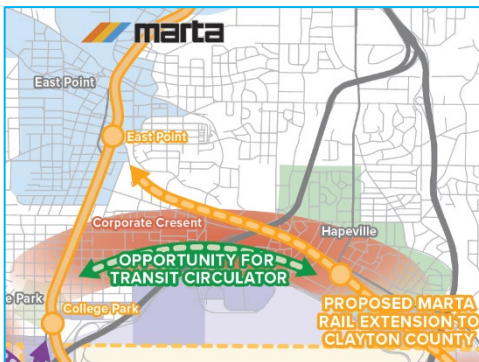 marta
East Point
East Point
Corporate Cresent
Hapeville
OPPORTUNITY FOR
TRANSIT CIRCULATOR
e Park
College Park
PROPOSED MARTA
RAIL EXTENSION TO
CLAYTON COUNTY